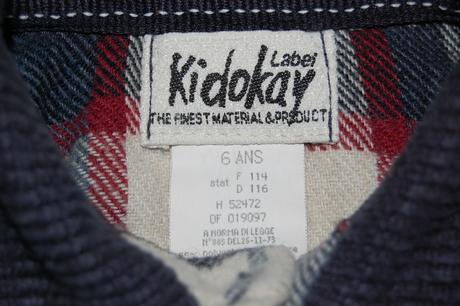 Label
Kidokay
THE FINEST MATERIAL & PRODUCT
6 ANS
stat F 114
D 116
H 52472
DF 019097
A NORMA DI LEGGE
N°885 DEL26-11-73